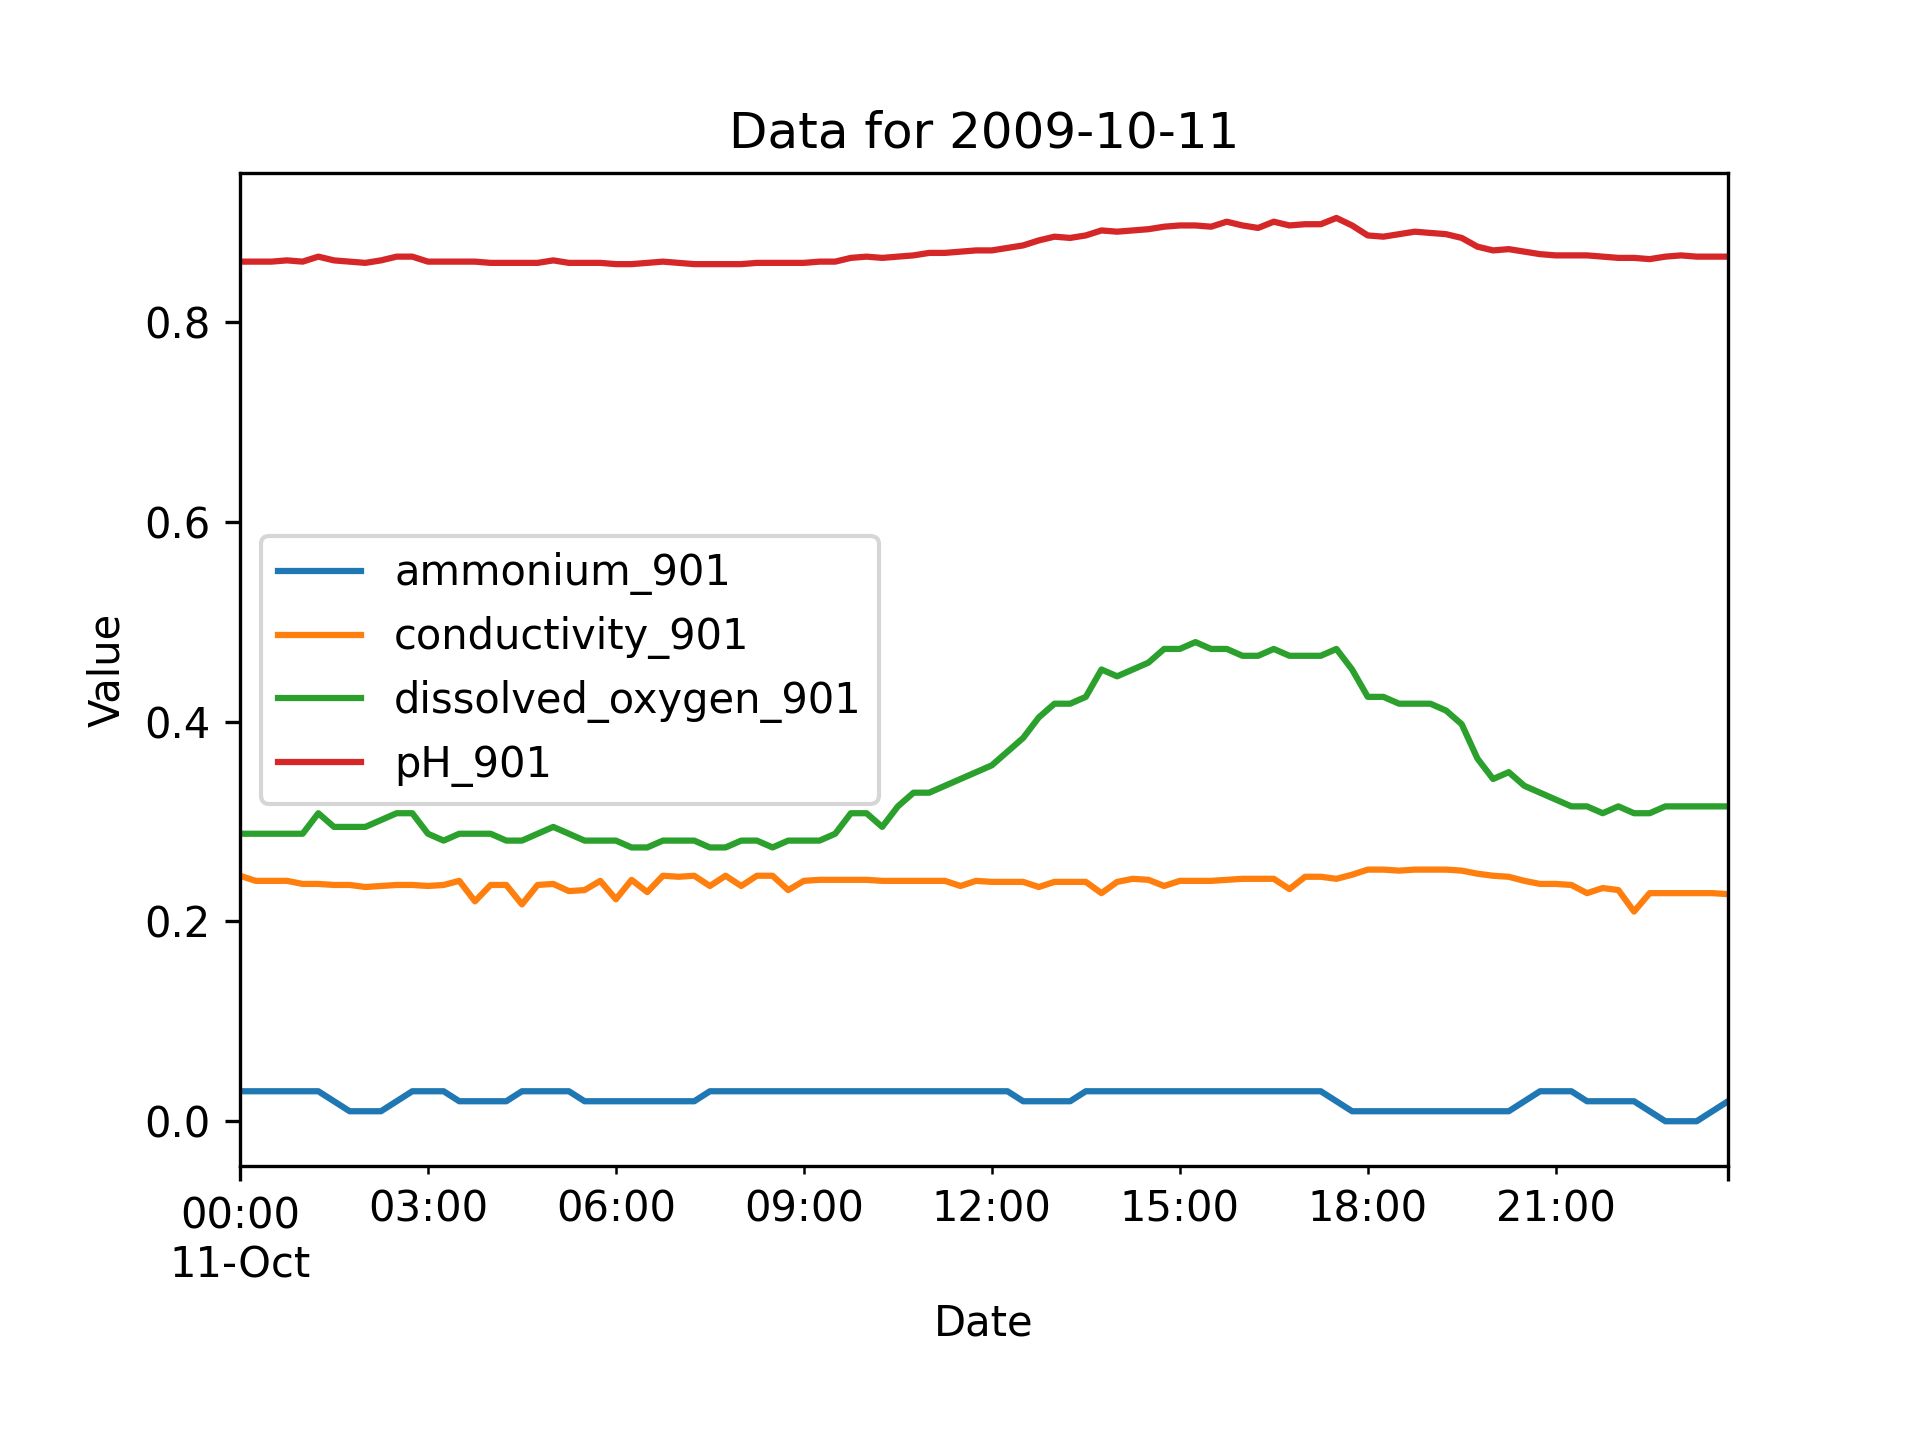 Data for 2009-10-11
Value
0.8
0.6
0.4
0.2
0.0
ammonium_901
conductivity_901
dissolved_oxygen_901
pH_901
00:00 03:00 06:00 09:00 12:00 15:00 18:00 21:00
11-Oct
Date